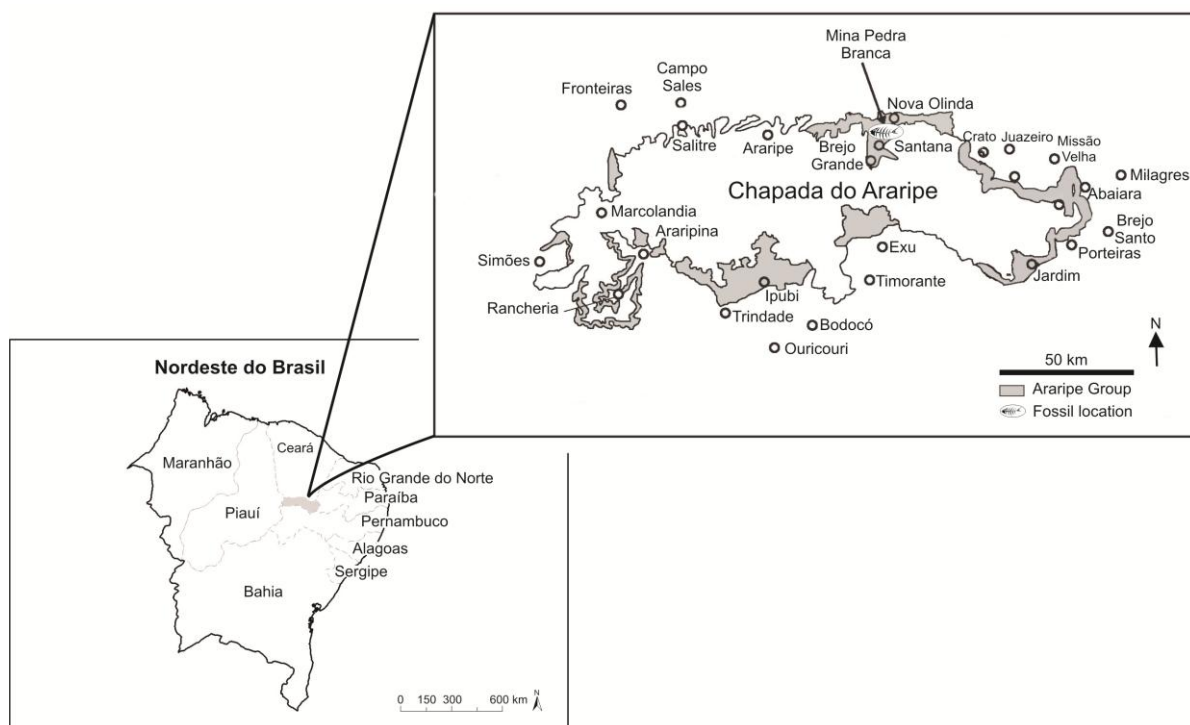 Mina Pedra
Branca
Campo
Sales
Fronteiras
Nova Olinda
Salitre
Araripe
Brejo
Grande
Santana
Crato
Juazeiro
Missão
Velha
Milagres
Chapada do Araripe
Abaiara
Marcolandia
Araripina
Brejo
Santo
Simões
Exu
Porteiras
Jardim
Rancheria
Ipubi
Timorante
Trindade
Bodocó
Ouricouri
N
50 km
Araripe Group
Fossil location
Nordeste do Brasil
Ceará
Maranhão
Rio Grande do Norte
Paraíba
Piauí
Pernambuco
Alagoas
Sergipe
Bahia
0 150 300 600 km
N